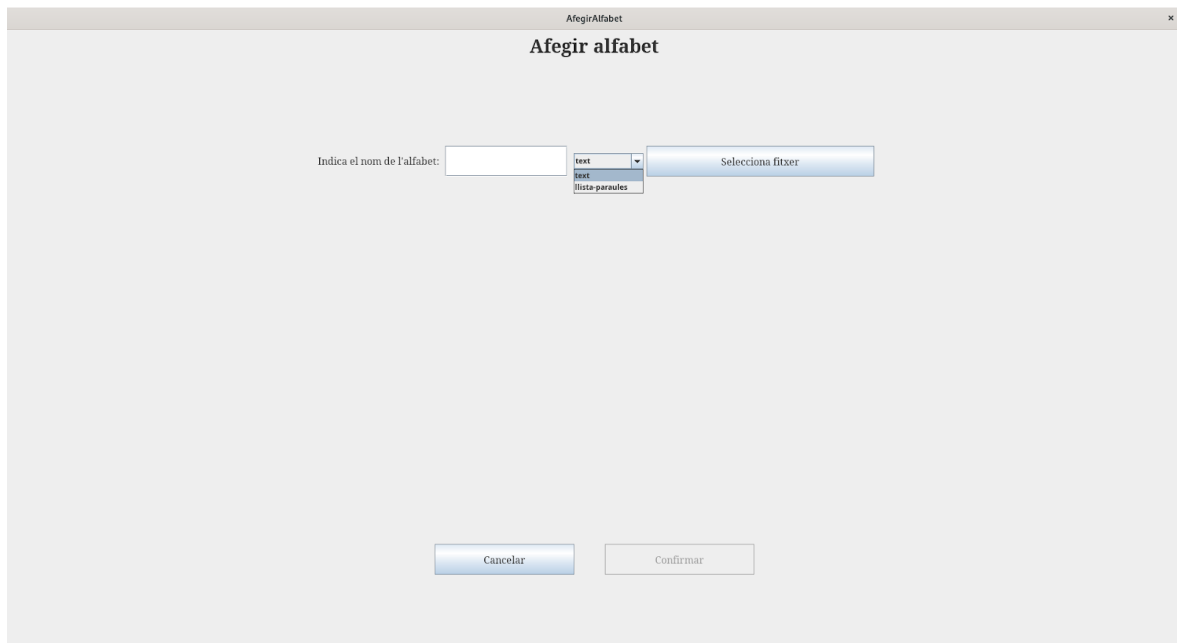 AfegirAlfabet ×
Afegir alfabet
Indica el nom de l'alfabet: text Selecciona fitxer
text
llista-paraules
Cancelar Confirmar